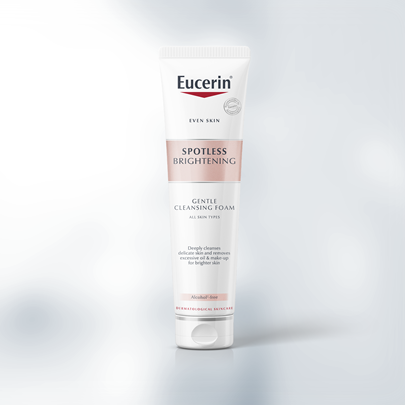 Eucerin®
EVEN SKIN
SPOTLESS
BRIGHTENING
GENTLE
CLEANSING FOAM
ALL SKIN TYPES
Deeply cleanses
delicate skin and removes
excessive oil & make-up
for brighter skin
Alcohol-free
DERMATOLOGICAL SKINCARE